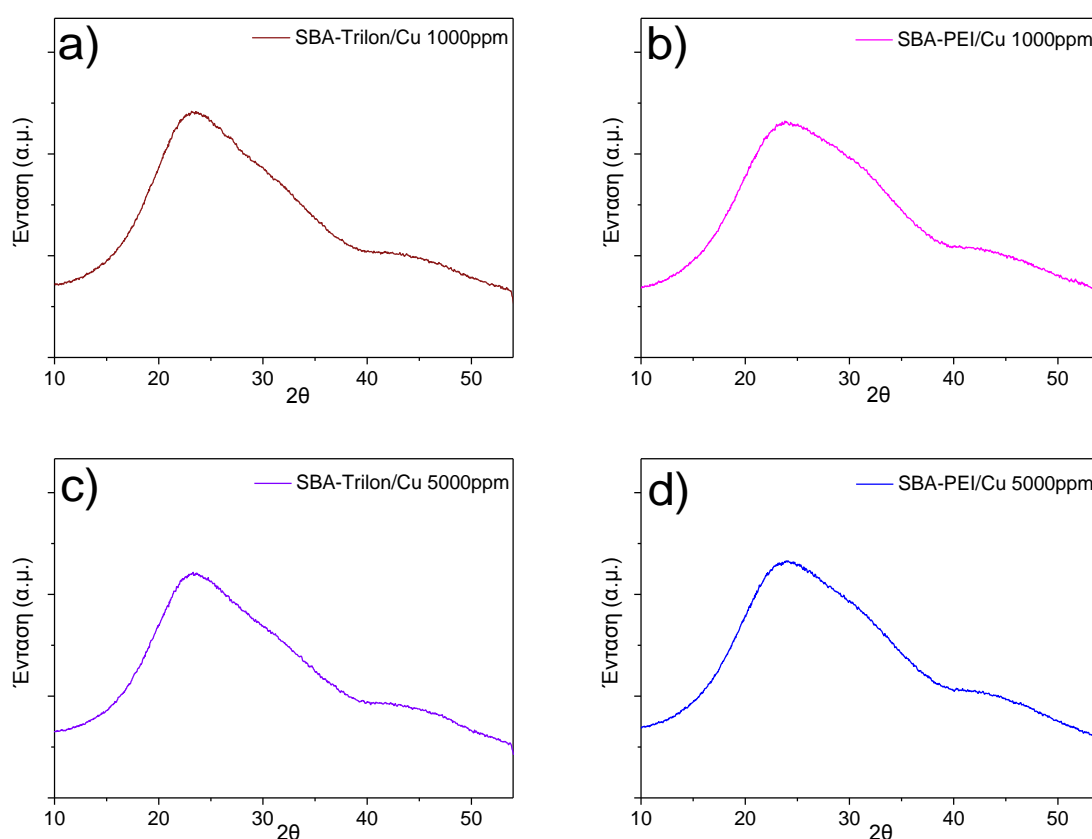 a)
SBA-Trilon/Cu 1000ppm
Ένταση (α.μ.)
10 20 30 40 50
2θ
b)
SBA-PEI/Cu 1000ppm
Ένταση (α.μ.)
10 20 30 40 50
2θ
c)
SBA-Trilon/Cu 5000ppm
Ένταση (α.μ.)
10 20 30 40 50
2θ
d)
SBA-PEI/Cu 5000ppm
Ένταση (α.μ.)
10 20 30 40 50
2θ